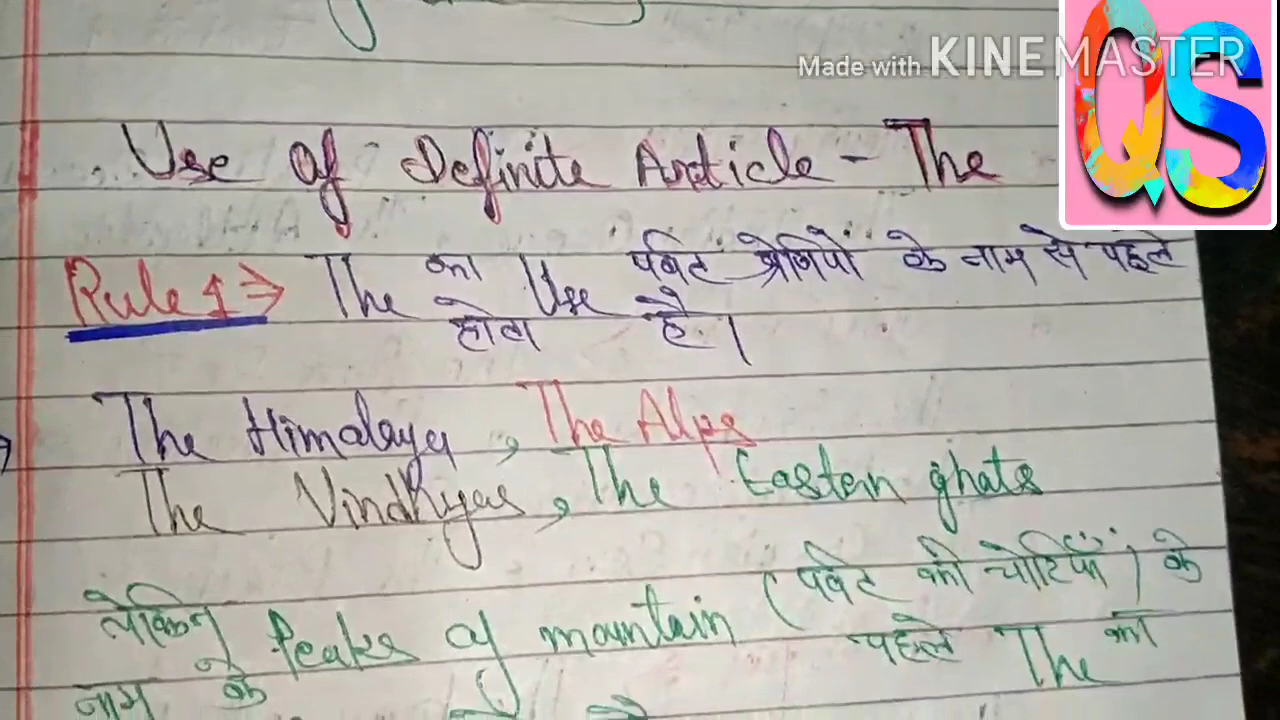 Made with KINEMASTER
QS
Use of Definite Article - The
Rule 1 ⇒ The का Use पर्वत श्रेणियों के नाम से पहले
होता है।
The Himalaya, The Alps
The Vindhyas, The Eastern ghats
लेकिन Peaks of mountain (पर्वत की चोटियों) के
नाम के पहले The का